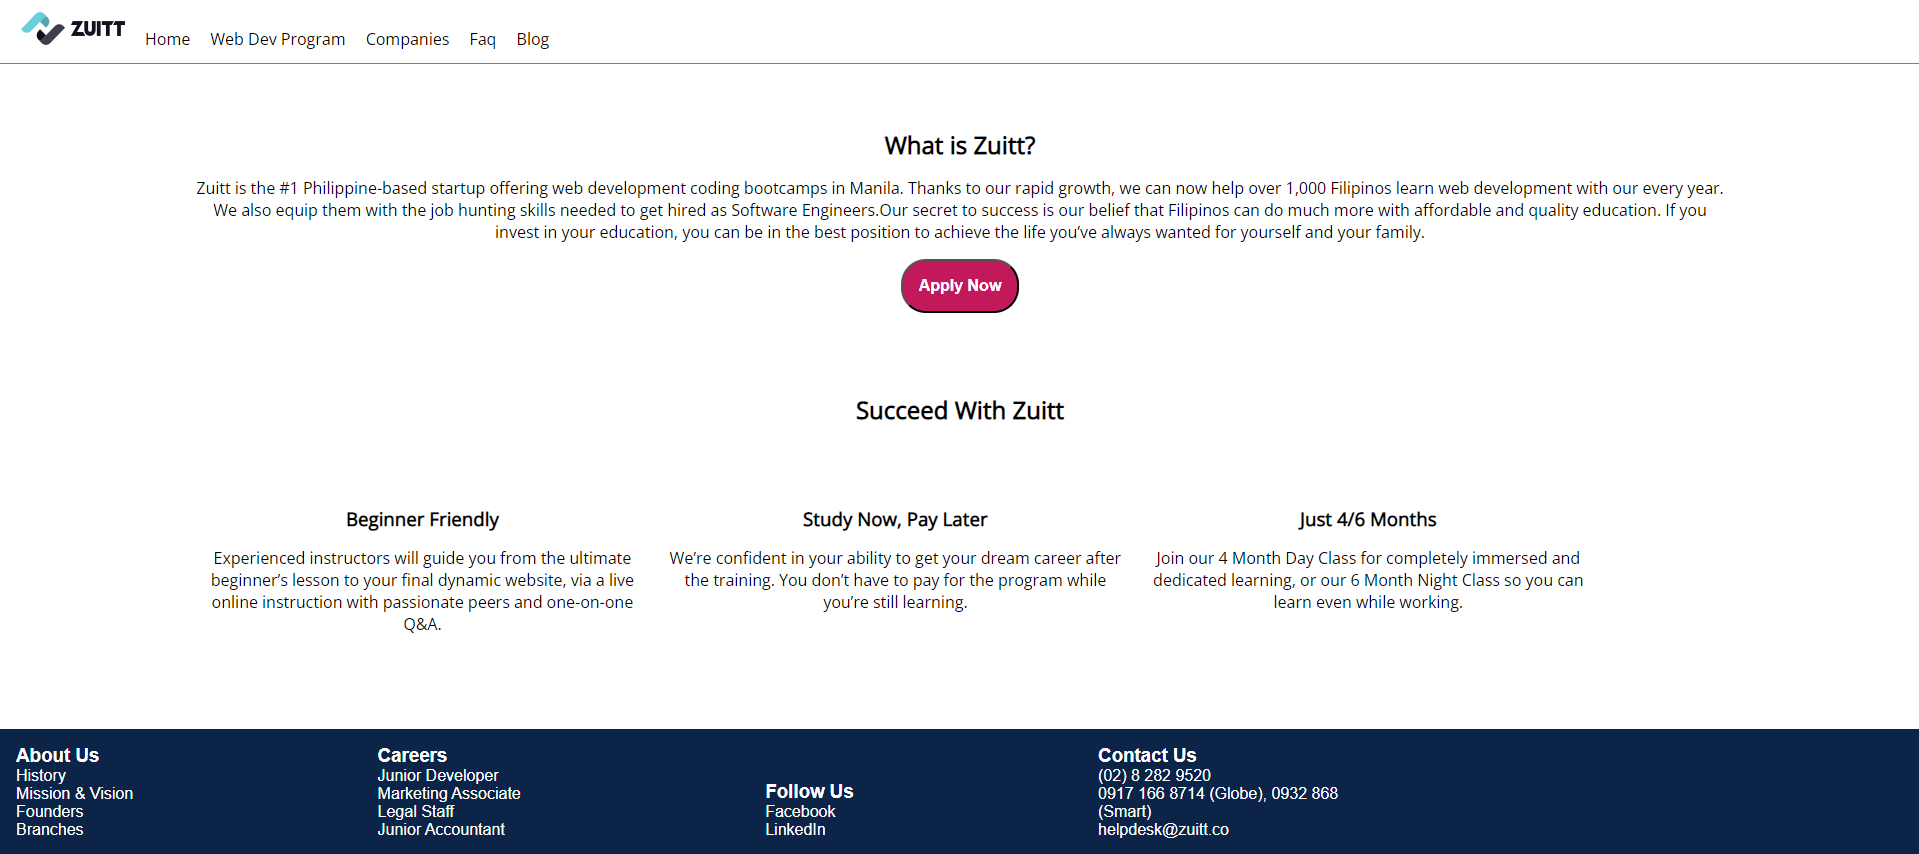 ZUITT
Home Web Dev Program Companies Faq Blog
What is Zuitt?
Zuitt is the #1 Philippine-based startup offering web development coding bootcamps in Manila. Thanks to our rapid growth, we can now help over 1,000 Filipinos learn web development with our every year.
We also equip them with the job hunting skills needed to get hired as Software Engineers.Our secret to success is our belief that Filipinos can do much more with affordable and quality education. If you
invest in your education, you can be in the best position to achieve the life you’ve always wanted for yourself and your family.
Apply Now
Succeed With Zuitt
Beginner Friendly
Experienced instructors will guide you from the ultimate
beginner’s lesson to your final dynamic website, via a live
online instruction with passionate peers and one-on-one
Q&A.
Study Now, Pay Later
We’re confident in your ability to get your dream career after
the training. You don’t have to pay for the program while
you’re still learning.
Just 4/6 Months
Join our 4 Month Day Class for completely immersed and
dedicated learning, or our 6 Month Night Class so you can
learn even while working.
About Us
History
Mission & Vision
Founders
Branches
Careers
Junior Developer
Marketing Associate
Legal Staff
Junior Accountant
Follow Us
Facebook
LinkedIn
Contact Us
(02) 8 282 9520
0917 166 8714 (Globe), 0932 868
(Smart)
helpdesk@zuitt.co